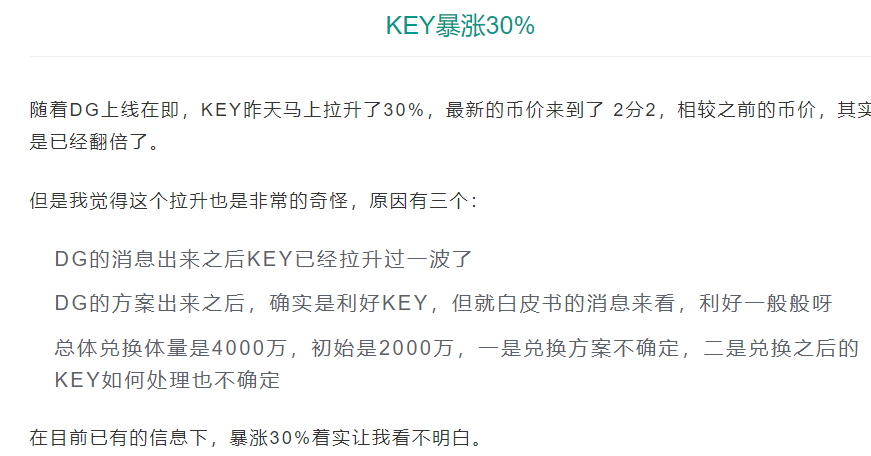 KEY暴涨30%
随着DG上线在即，KEY昨天马上拉升了30%，最新的币价来到了 2分2，相较之前的币价，其实
是已经翻倍了。
但是我觉得这个拉升也是非常的奇怪，原因有三个：
DG的消息出来之后KEY已经拉升过一波了
DG的方案出来之后，确实是利好KEY，但就白皮书的消息来看，利好一般般呀
总体兑换体量是4000万，初始是2000万，一是兑换方案不确定，二是兑换之后的
KEY如何处理也不确定
在目前已有的信息下，暴涨30%着实让我看不明白。